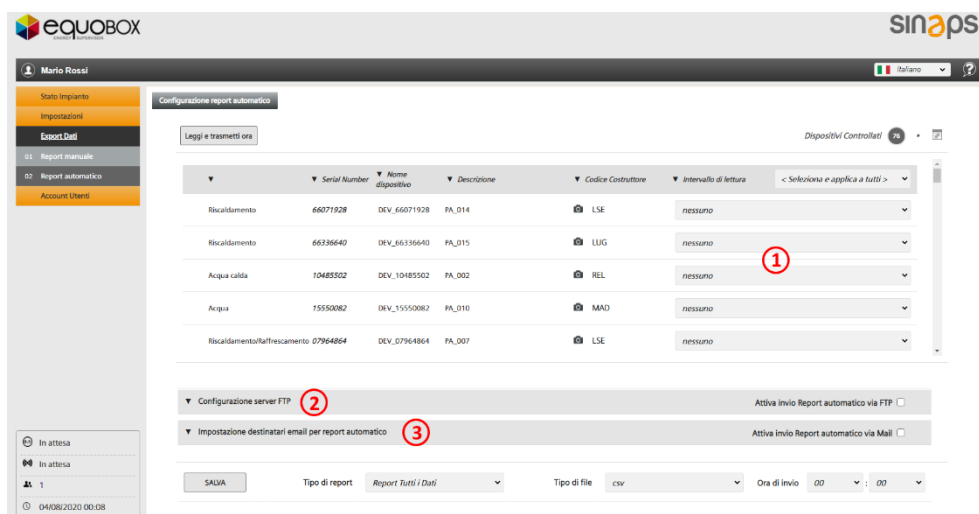 equOBOX
ENERGY SUPERVISOR
sinaps
Mario Rossi
Italiano
?
Stato Impianto
Impostazioni
Export Dati
01 Report manuale
02 Report automatico
Account Utenti
Configurazione report automatico
Leggi e trasmetti ora
Dispositivi Controllati 76
▼ ▼ Serial Number ▼ Nome dispositivo ▼ Descrizione ▼ Codice Costruttore ▼ Intervallo di lettura < Seleziona e applica a tutti >
Riscaldamento 66071928 DEV_66071928 PA_014 LSE nessuno
Riscaldamento 66336640 DEV_66336640 PA_015 LUG nessuno
1
Acqua calda 10485502 DEV_10485502 PA_002 REL nessuno
Acqua 15550082 DEV_15550082 PA_010 MAD nessuno
Riscaldamento/Raffrescamento 07964864 DEV_07964864 PA_007 LSE nessuno
▼ Configurazione server FTP 2 Attiva invio Report automatico via FTP
▼ Impostazione destinatari email per report automatico 3 Attiva invio Report automatico via Mail
In attesa
In attesa
1
04/08/2020 00:08
SALVA Tipo di report Report Tutti i Dati Tipo di file csv Ora di invio 00 : 00